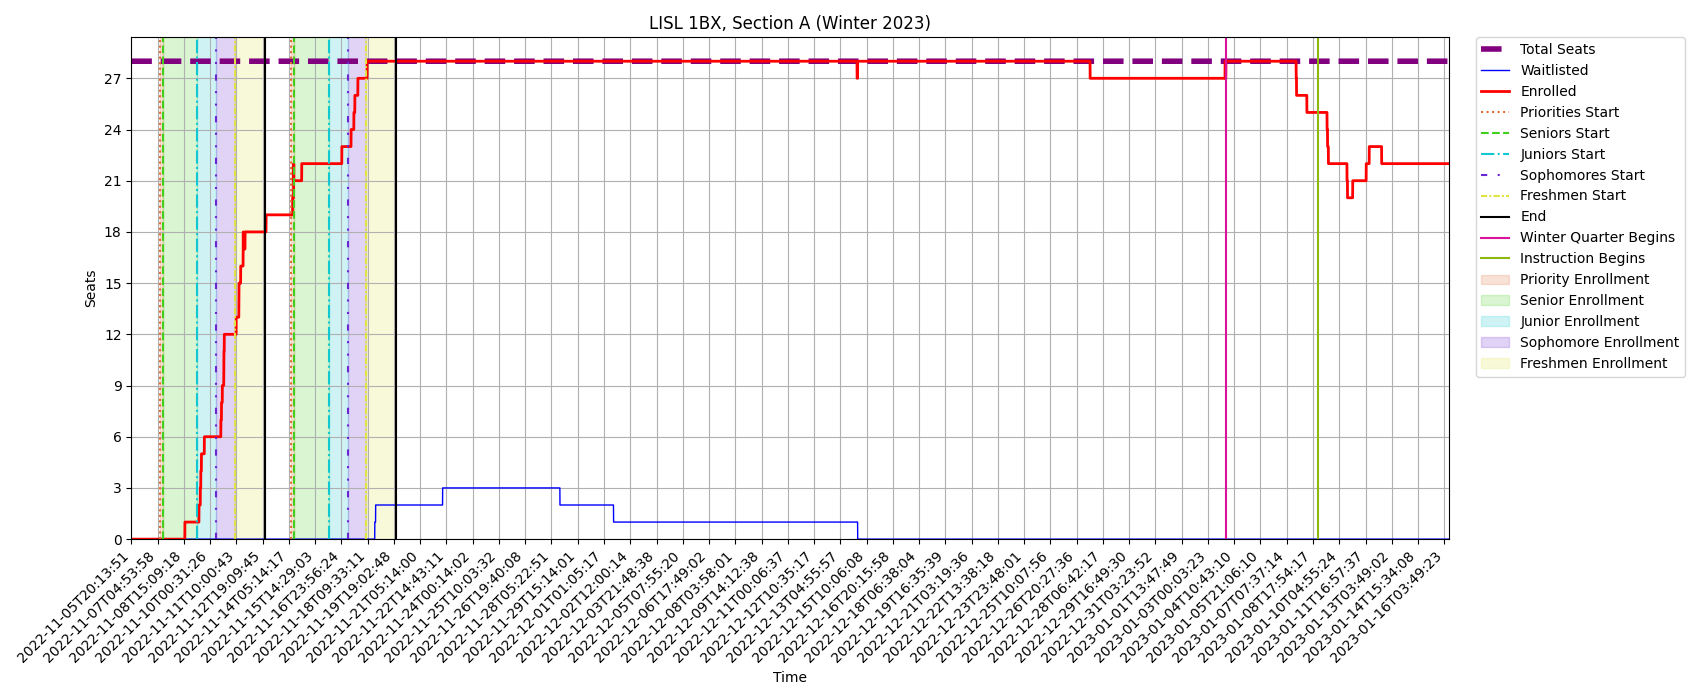 LISL 1BX, Section A (Winter 2023)
Total Seats
Waitlisted
Enrolled
Priorities Start
Seniors Start
Juniors Start
Sophomores Start
Freshmen Start
End
Winter Quarter Begins
Instruction Begins
Priority Enrollment
Senior Enrollment
Junior Enrollment
Sophomore Enrollment
Freshmen Enrollment
Seats
27
24
21
18
15
12
9
6
3
0
2022-11-05T20:13:51
2022-11-07T04:53:58
2022-11-08T15:09:18
2022-11-10T00:31:26
2022-11-11T10:00:43
2022-11-12T19:09:45
2022-11-14T05:14:17
2022-11-15T14:29:03
2022-11-16T23:56:24
2022-11-18T09:33:11
2022-11-19T19:02:48
2022-11-21T05:14:00
2022-11-22T14:43:11
2022-11-24T00:14:02
2022-11-25T10:03:32
2022-11-26T19:40:08
2022-11-28T05:22:51
2022-11-29T15:14:01
2022-12-01T01:05:17
2022-12-02T12:00:14
2022-12-03T21:48:38
2022-12-05T07:55:20
2022-12-06T17:49:02
2022-12-08T03:58:01
2022-12-09T14:12:38
2022-12-11T00:06:37
2022-12-12T10:35:17
2022-12-13T04:55:57
2022-12-15T10:06:08
2022-12-16T20:15:58
2022-12-18T06:38:04
2022-12-19T16:35:39
2022-12-21T03:19:36
2022-12-22T13:38:18
2022-12-23T23:48:01
2022-12-25T10:07:56
2022-12-26T20:27:36
2022-12-28T06:42:17
2022-12-29T16:49:30
2022-12-31T03:23:52
2023-01-01T13:47:49
2023-01-03T00:03:23
2023-01-04T10:43:10
2023-01-05T21:06:10
2023-01-07T07:37:14
2023-01-08T17:54:17
2023-01-10T04:55:24
2023-01-11T16:57:37
2023-01-13T03:49:02
2023-01-14T15:34:08
2023-01-16T03:49:23
Time